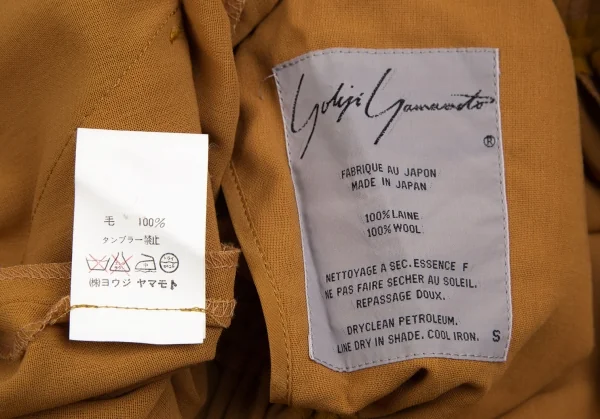 毛 100%
タンブラー禁止
㈱ヨウジ ヤマモト
Yohji Yamamoto
®
FABRIQUE AU JAPON
MADE IN JAPAN
100% LAINE
100% WOOL
NETTOYAGE A SEC. ESSENCE F
NE PAS FAIRE SECHER AU SOLEIL.
REPASSAGE DOUX.
DRYCLEAN PETROLEUM.
LINE DRY IN SHADE. COOL IRON. S